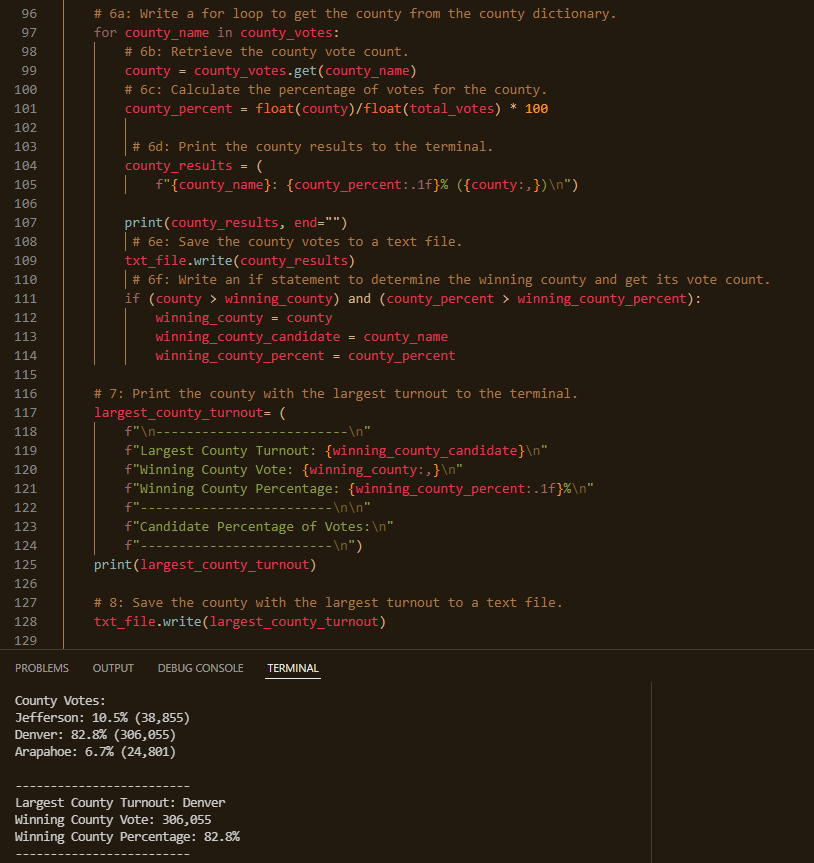 96 # 6a: Write a for loop to get the county from the county dictionary.
97 for county_name in county_votes:
98 # 6b: Retrieve the county vote count.
99 county = county_votes.get(county_name)
100 # 6c: Calculate the percentage of votes for the county.
101 county_percent = float(county)/float(total_votes) * 100
102
103 # 6d: Print the county results to the terminal.
104 county_results = (
105 f"{county_name}: {county_percent:.1f}% ({county:,})\n")
106
107 print(county_results, end="")
108 # 6e: Save the county votes to a text file.
109 txt_file.write(county_results)
110 # 6f: Write an if statement to determine the winning county and get its vote count.
111 if (county > winning_county) and (county_percent > winning_county_percent):
112 winning_county = county
113 winning_county_candidate = county_name
114 winning_county_percent = county_percent
115
116 # 7: Print the county with the largest turnout to the terminal.
117 largest_county_turnout= (
118 f"\n-------------------------\n"
119 f"Largest County Turnout: {winning_county_candidate}\n"
120 f"Winning County Vote: {winning_county:,}\n"
121 f"Winning County Percentage: {winning_county_percent:.1f}%\n"
122 f"-------------------------\n\n"
123 f"Candidate Percentage of Votes:\n"
124 f"-------------------------\n")
125 print(largest_county_turnout)
126
127 # 8: Save the county with the largest turnout to a text file.
128 txt_file.write(largest_county_turnout)
129
PROBLEMS OUTPUT DEBUG CONSOLE TERMINAL
County Votes:
Jefferson: 10.5% (38,855)
Denver: 82.8% (306,055)
Arapahoe: 6.7% (24,801)
-------------------------
Largest County Turnout: Denver
Winning County Vote: 306,055
Winning County Percentage: 82.8%
-------------------------